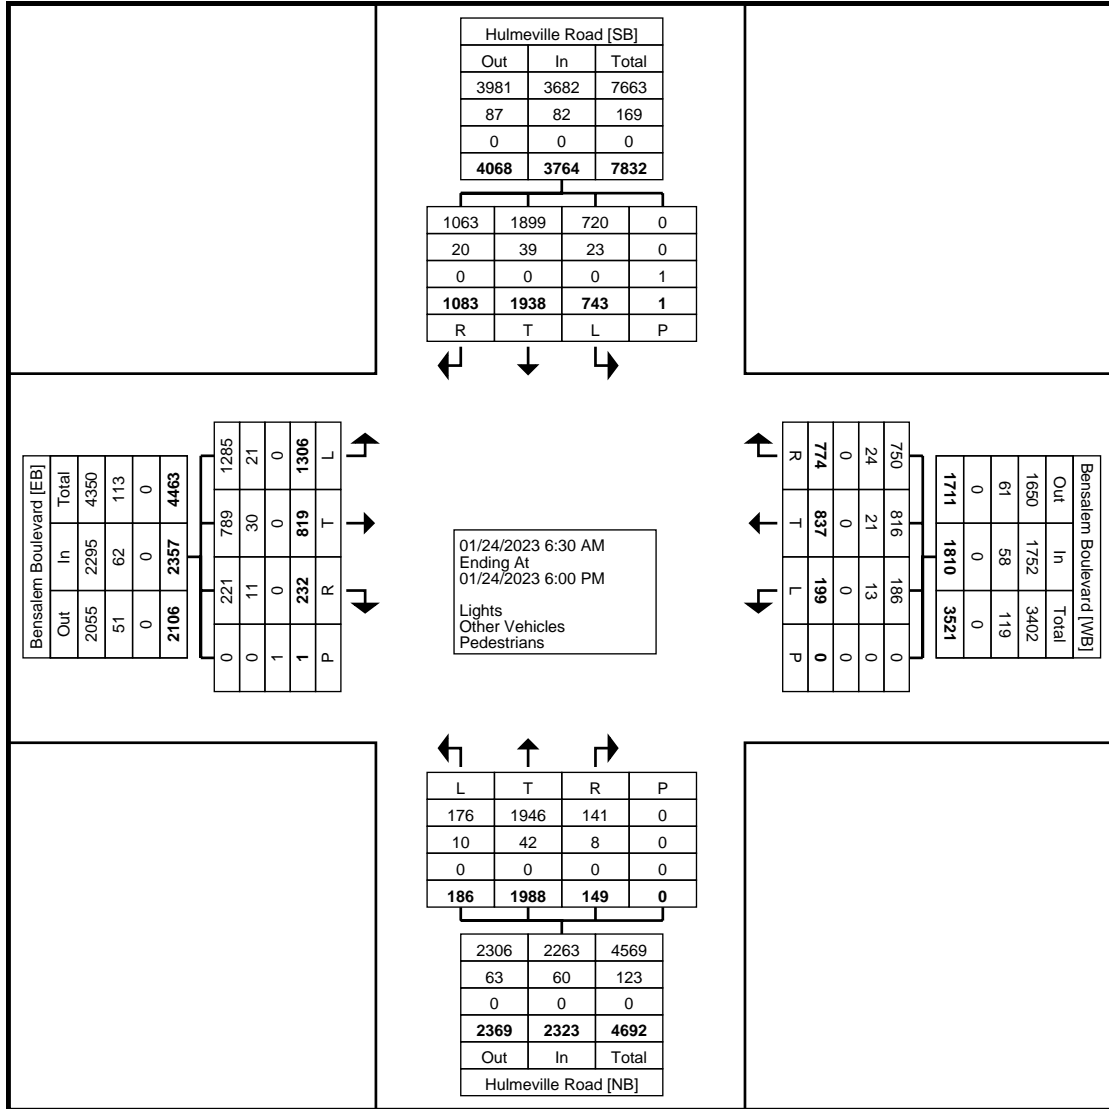 Hulmeville Road [SB]
Out In Total
3981 3682 7663
87 82 169
0 0 0
4068 3764 7832
1063 1899 720 0
20 39 23 0
0 0 0 1
1083 1938 743 1
R T L P
Bensalem Boulevard [EB]
Total In Out
4350 2295 2055
113 62 51
0 0 0
4463 2357 2106
1285 789 221 0
21 30 11 0
0 0 0 1
1306 819 232 1
L T R P
01/24/2023 6:30 AM
Ending At
01/24/2023 6:00 PM
Lights
Other Vehicles
Pedestrians
Bensalem Boulevard [WB]
Out In Total
1650 1752 3402
61 58 119
0 0 0
1711 1810 3521
750 816 186 0
24 21 13 0
0 0 0 0
774 837 199 0
R T L P
L T R P
176 1946 141 0
10 42 8 0
0 0 0 0
186 1988 149 0
2306 2263 4569
63 60 123
0 0 0
2369 2323 4692
Out In Total
Hulmeville Road [NB]